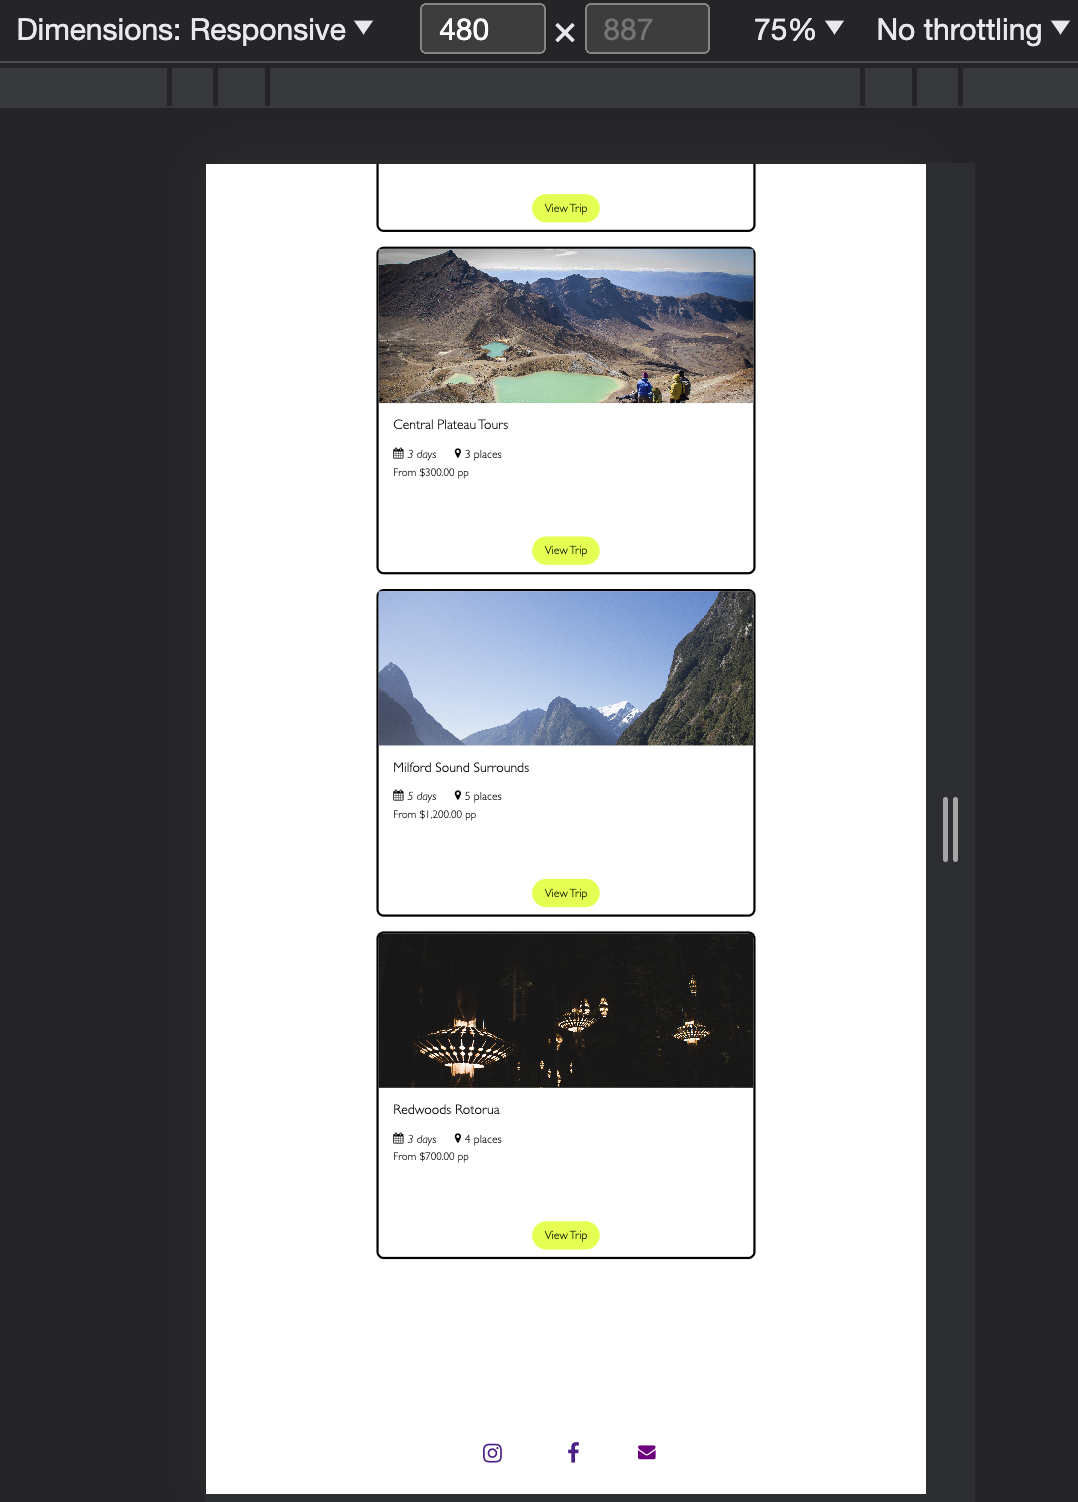 Dimensions: Responsive ▼ 480 × 887 75% ▼ No throttling ▼
View Trip
Central Plateau Tours
3 days 3 places
From $300.00 pp
View Trip
Milford Sound Surrounds
5 days 5 places
From $1,200.00 pp
View Trip
Redwoods Rotorua
3 days 4 places
From $700.00 pp
View Trip